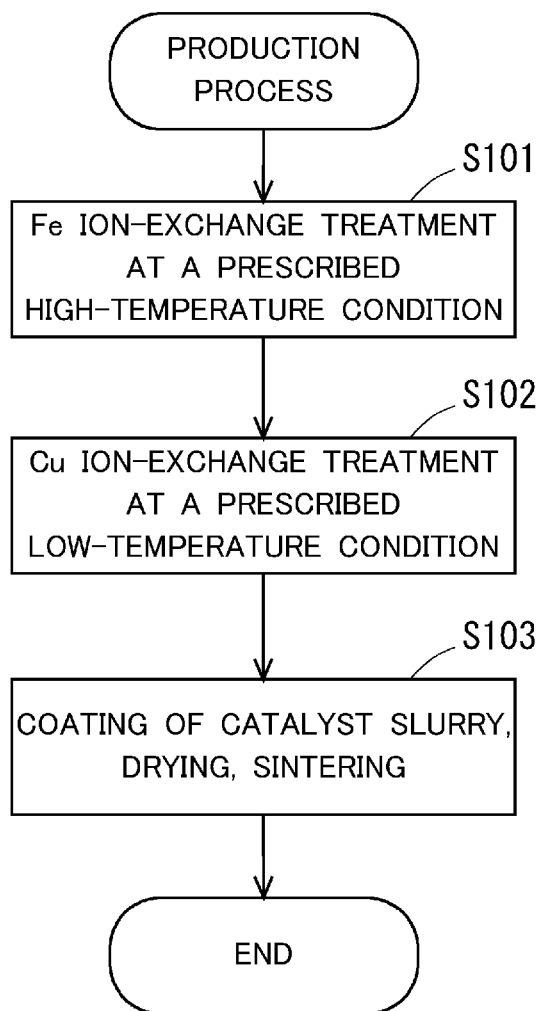 PRODUCTION
PROCESS
S101
Fe ION-EXCHANGE TREATMENT
AT A PRESCRIBED
HIGH-TEMPERATURE CONDITION
S102
Cu ION-EXCHANGE TREATMENT
AT A PRESCRIBED
LOW-TEMPERATURE CONDITION
S103
COATING OF CATALYST SLURRY,
DRYING, SINTERING
END